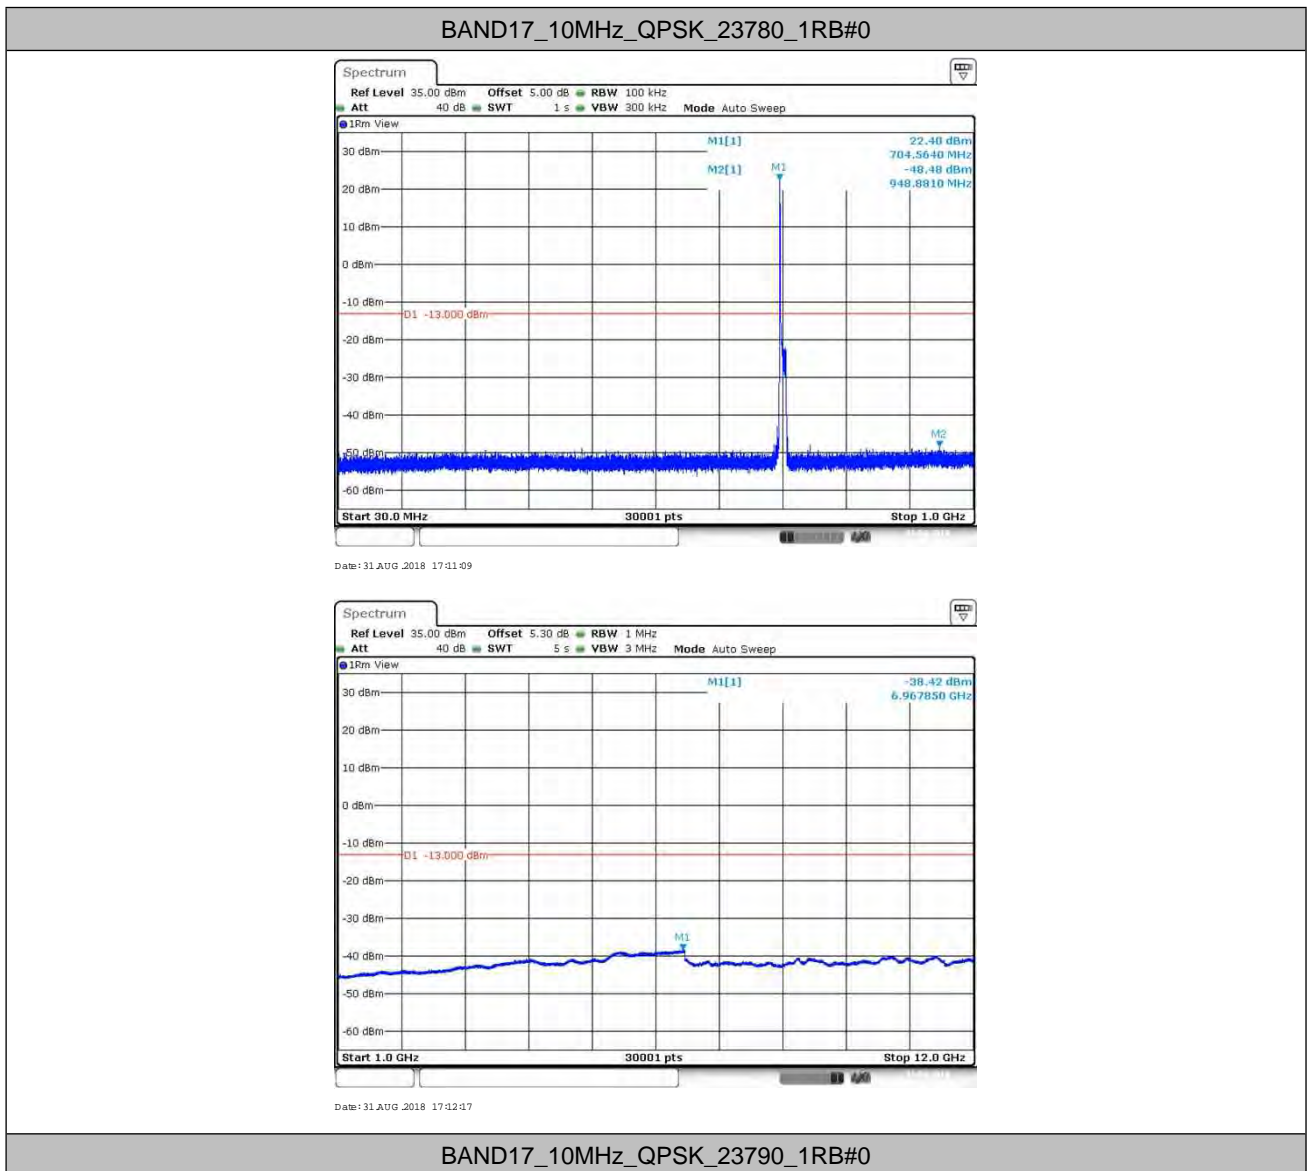 BAND17_10MHz_QPSK_23780_1RB#0
Spectrum
Ref Level 35.00 dBm Offset 5.00 dB RBW 100 kHz
Att 40 dB SWT 1 s VBW 300 kHz Mode Auto Sweep
1Rm View
M1[1] 22.40 dBm
704.5640 MHz
M2[1] -48.48 dBm
948.8810 MHz
M1
30 dBm
20 dBm
10 dBm
0 dBm
-10 dBm
D1 -13.000 dBm
-20 dBm
-30 dBm
-40 dBm
M2
-50 dBm
-60 dBm
Start 30.0 MHz 30001 pts Stop 1.0 GHz
Date: 31.AUG.2018 17:11:09
Spectrum
Ref Level 35.00 dBm Offset 5.30 dB RBW 1 MHz
Att 40 dB SWT 5 s VBW 3 MHz Mode Auto Sweep
1Rm View
M1[1] -38.42 dBm
6.967850 GHz
30 dBm
20 dBm
10 dBm
0 dBm
-10 dBm
D1 -13.000 dBm
-20 dBm
-30 dBm
M1
-40 dBm
-50 dBm
-60 dBm
Start 1.0 GHz 30001 pts Stop 12.0 GHz
Date: 31.AUG.2018 17:12:17
BAND17_10MHz_QPSK_23790_1RB#0